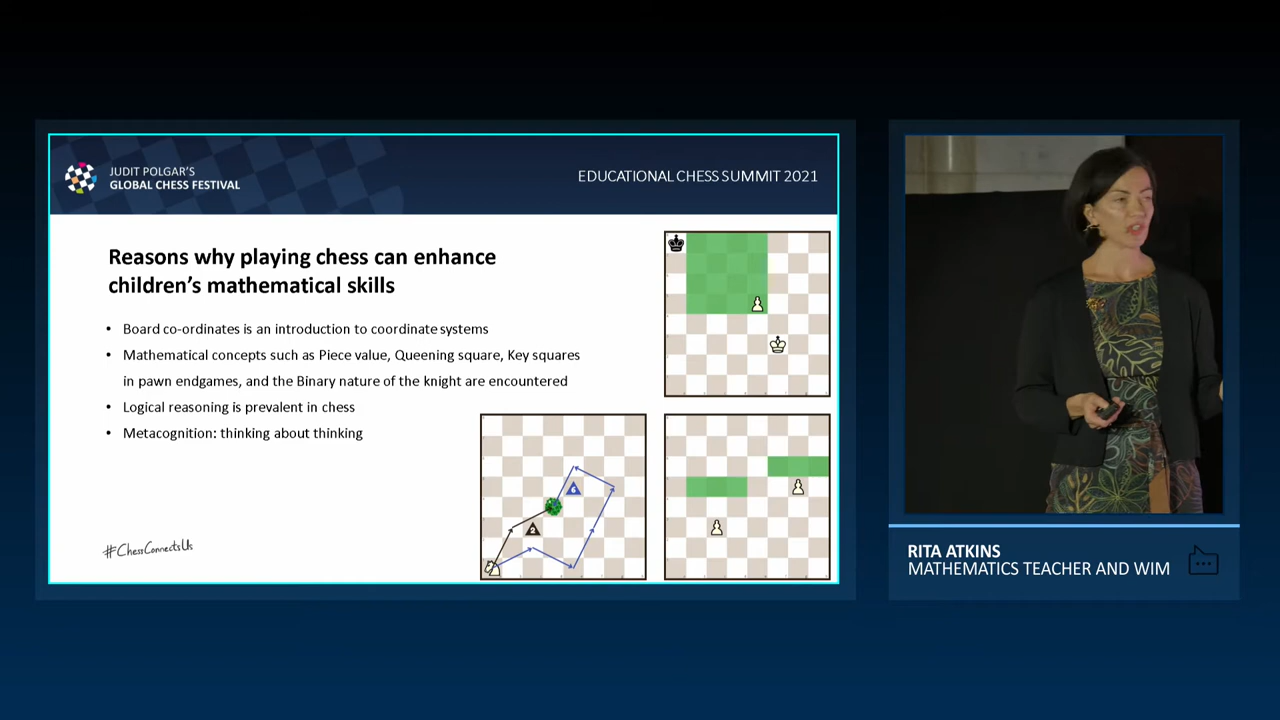 JUDIT POLGAR'S
GLOBAL CHESS FESTIVAL
EDUCATIONAL CHESS SUMMIT 2021
Reasons why playing chess can enhance
children's mathematical skills
• Board co-ordinates is an introduction to coordinate systems
• Mathematical concepts such as Piece value, Queening square, Key squares
in pawn endgames, and the Binary nature of the knight are encountered
• Logical reasoning is prevalent in chess
• Metacognition: thinking about thinking
6
2
#ChessConnectsUs
RITA ATKINS
MATHEMATICS TEACHER AND WIM